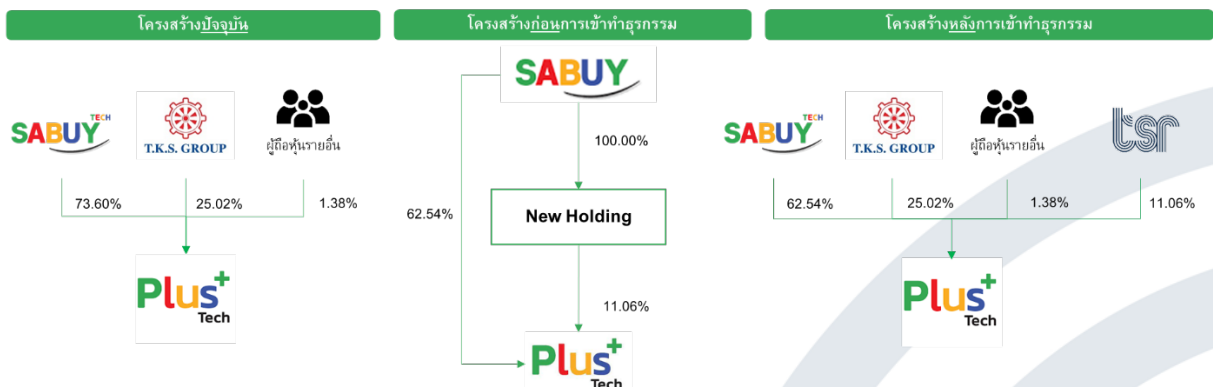 โครงสร้างปัจจุบัน
SABUY TECH
T.K.S. GROUP
ผู้ถือหุ้นรายอื่น
73.60%
25.02%
1.38%
Plus+
Tech
โครงสร้างก่อนการเข้าทำธุรกรรม
SABUY
100.00%
62.54%
New Holding
11.06%
Plus+
Tech
โครงสร้างหลังการเข้าทำธุรกรรม
SABUY TECH
T.K.S. GROUP
ผู้ถือหุ้นรายอื่น
tsr
62.54%
25.02%
1.38%
11.06%
Plus+
Tech